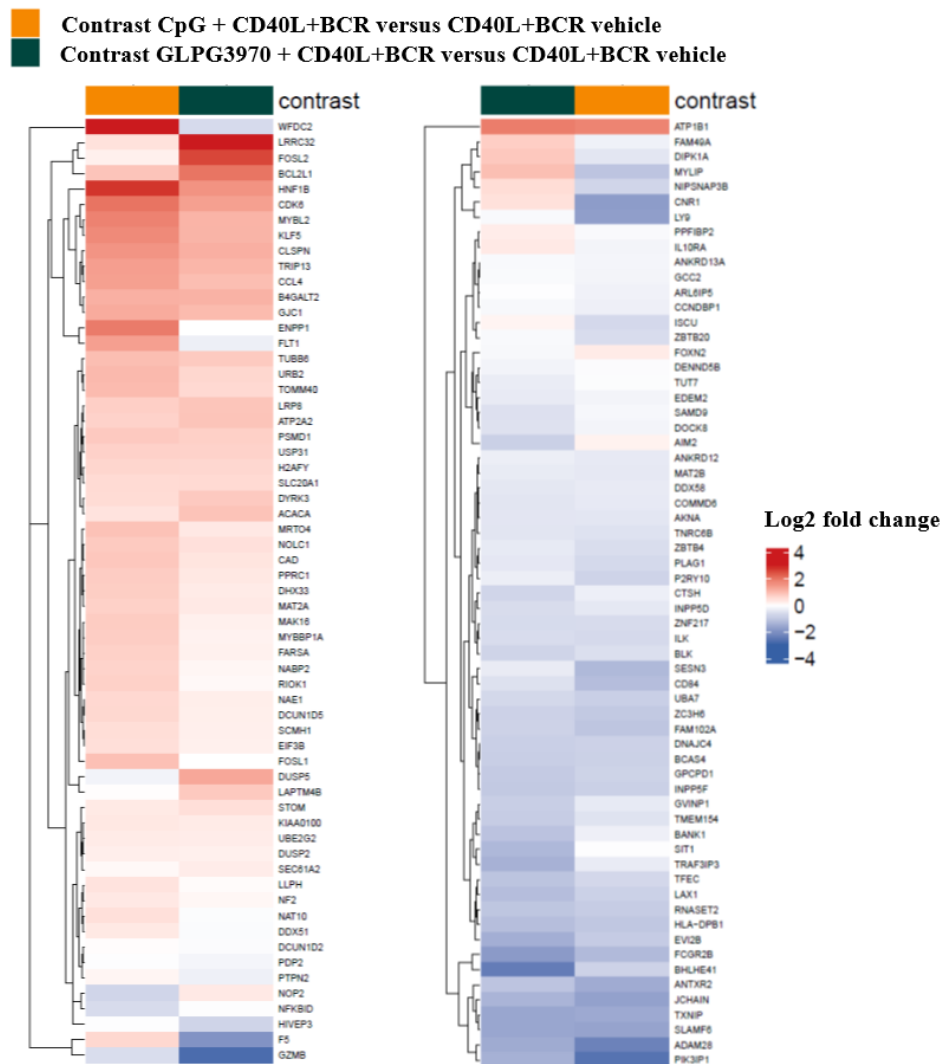 Contrast CpG + CD40L+BCR versus CD40L+BCR vehicle
Contrast GLPG3970 + CD40L+BCR versus CD40L+BCR vehicle
contrast
WFDC2
LRRC32
FOSL2
BCL2L1
HNF1B
CDK6
MYBL2
KLF5
CLSPN
TRIP13
CCL4
B4GALT2
GJC1
ENPP1
FLT1
TUBB6
URB2
TOMM40
LRP8
ATP2A2
PSMD1
USP31
H2AFY
SLC20A1
DYRK3
ACACA
MRTO4
NOLC1
CAD
PPRC1
DHX33
MAT2A
MAK16
MYBBP1A
FARSA
NABP2
RIOK1
NAE1
DCUN1D5
SCMH1
EIF3B
FOSL1
DUSP5
LAPTM4B
STOM
KIAA0100
UBE2G2
DUSP2
SEC61A2
LLPH
NF2
NAT10
DDX51
DCUN1D2
PDP2
PTPN2
NOP2
NFKBID
HIVEP3
F5
GZMB
contrast
ATP1B1
FAM49A
DIPK1A
MYLIP
NIPSNAP3B
CNR1
LY9
PPFIBP2
IL10RA
ANKRD13A
GCC2
ARL6IP5
CCNDBP1
ISCU
ZBTB20
FOXN2
DENND5B
TUT7
EDEM2
SAMD9
DOCK8
AIM2
ANKRD12
MAT2B
DDX58
COMMD6
AKNA
TNRC6B
ZBTB4
PLAG1
P2RY10
CTSH
INPP5D
ZNF217
ILK
BLK
SESN3
CD84
UBA7
ZC3H6
FAM102A
DNAJC4
BCAS4
GPCPD1
INPP5F
GVINP1
TMEM154
BANK1
SIT1
TRAF3IP3
TFEC
LAX1
RNASET2
HLA-DPB1
EVI2B
FCGR2B
BHLHE41
ANTXR2
JCHAIN
TXNIP
SLAMF6
ADAM28
PIK3IP1
Log2 fold change
4
2
0
−2
−4